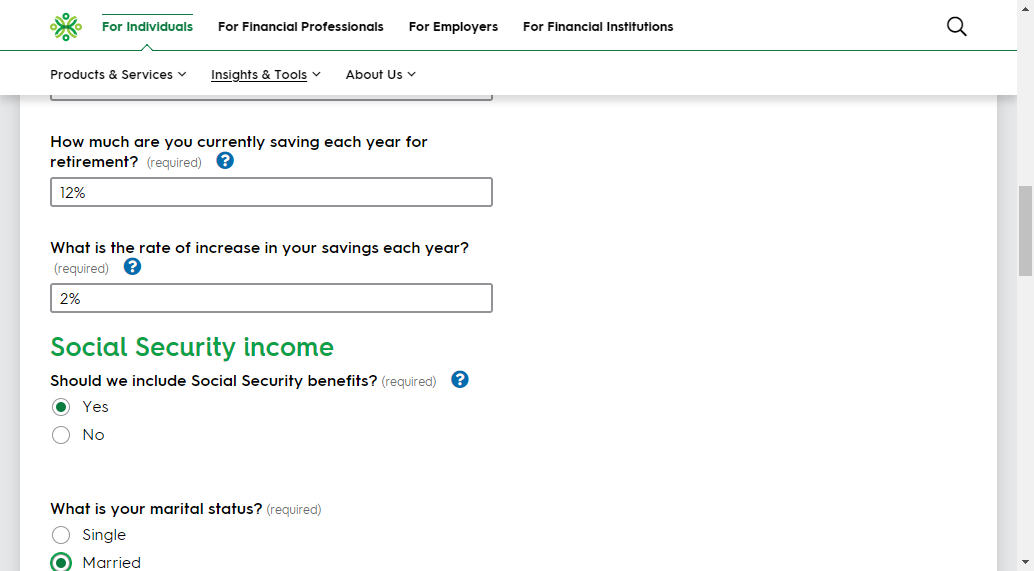 For Individuals For Financial Professionals For Employers For Financial Institutions
Products & Services Insights & Tools About Us
How much are you currently saving each year for
retirement? (required) ?
12%
What is the rate of increase in your savings each year?
(required) ?
2%
Social Security income
Should we include Social Security benefits? (required) ?
Yes
No
What is your marital status? (required)
Single
Married